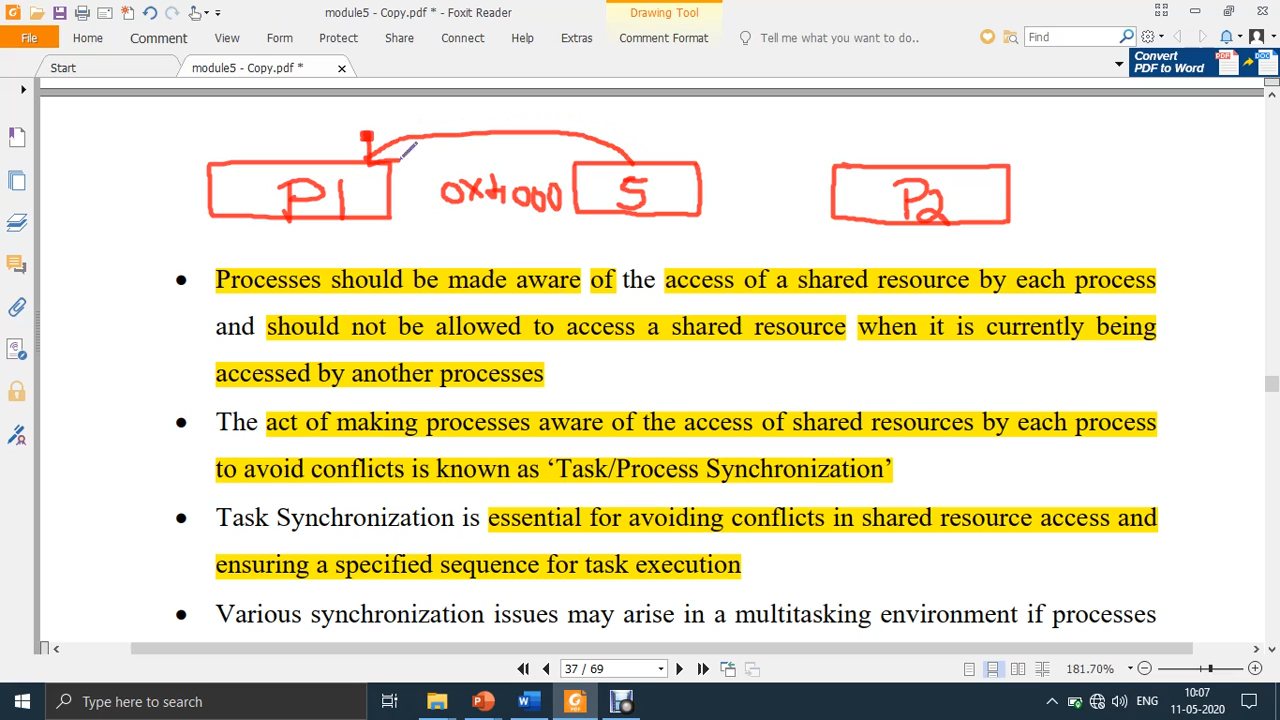 module5 - Copy.pdf * - Foxit Reader
Drawing Tool
File Home Comment View Form Protect Share Connect Help Extras Comment Format Tell me what you want to do.. Find
Convert
PDF to Word
Start module5 - Copy.pdf *
P1 0x4000 5 P2
• Processes should be made aware of the access of a shared resource by each process
and should not be allowed to access a shared resource when it is currently being
accessed by another processes
• The act of making processes aware of the access of shared resources by each process
to avoid conflicts is known as ‘Task/Process Synchronization’
• Task Synchronization is essential for avoiding conflicts in shared resource access and
ensuring a specified sequence for task execution
• Various synchronization issues may arise in a multitasking environment if processes
37 / 69 181.70%
Type here to search
ENG
10:07
11-05-2020